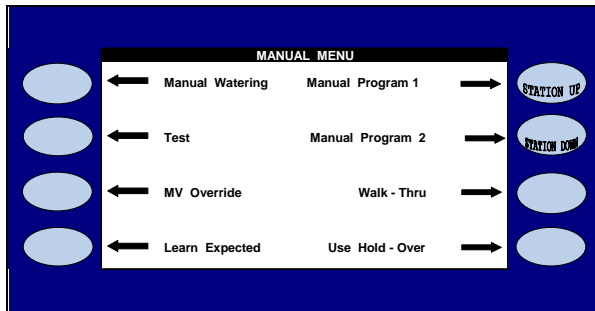 MANUAL MENU
Manual Watering Manual Program 1 STATION UP
Test Manual Program 2 STATION DOWN
MV Override Walk - Thru
Learn Expected Use Hold - Over